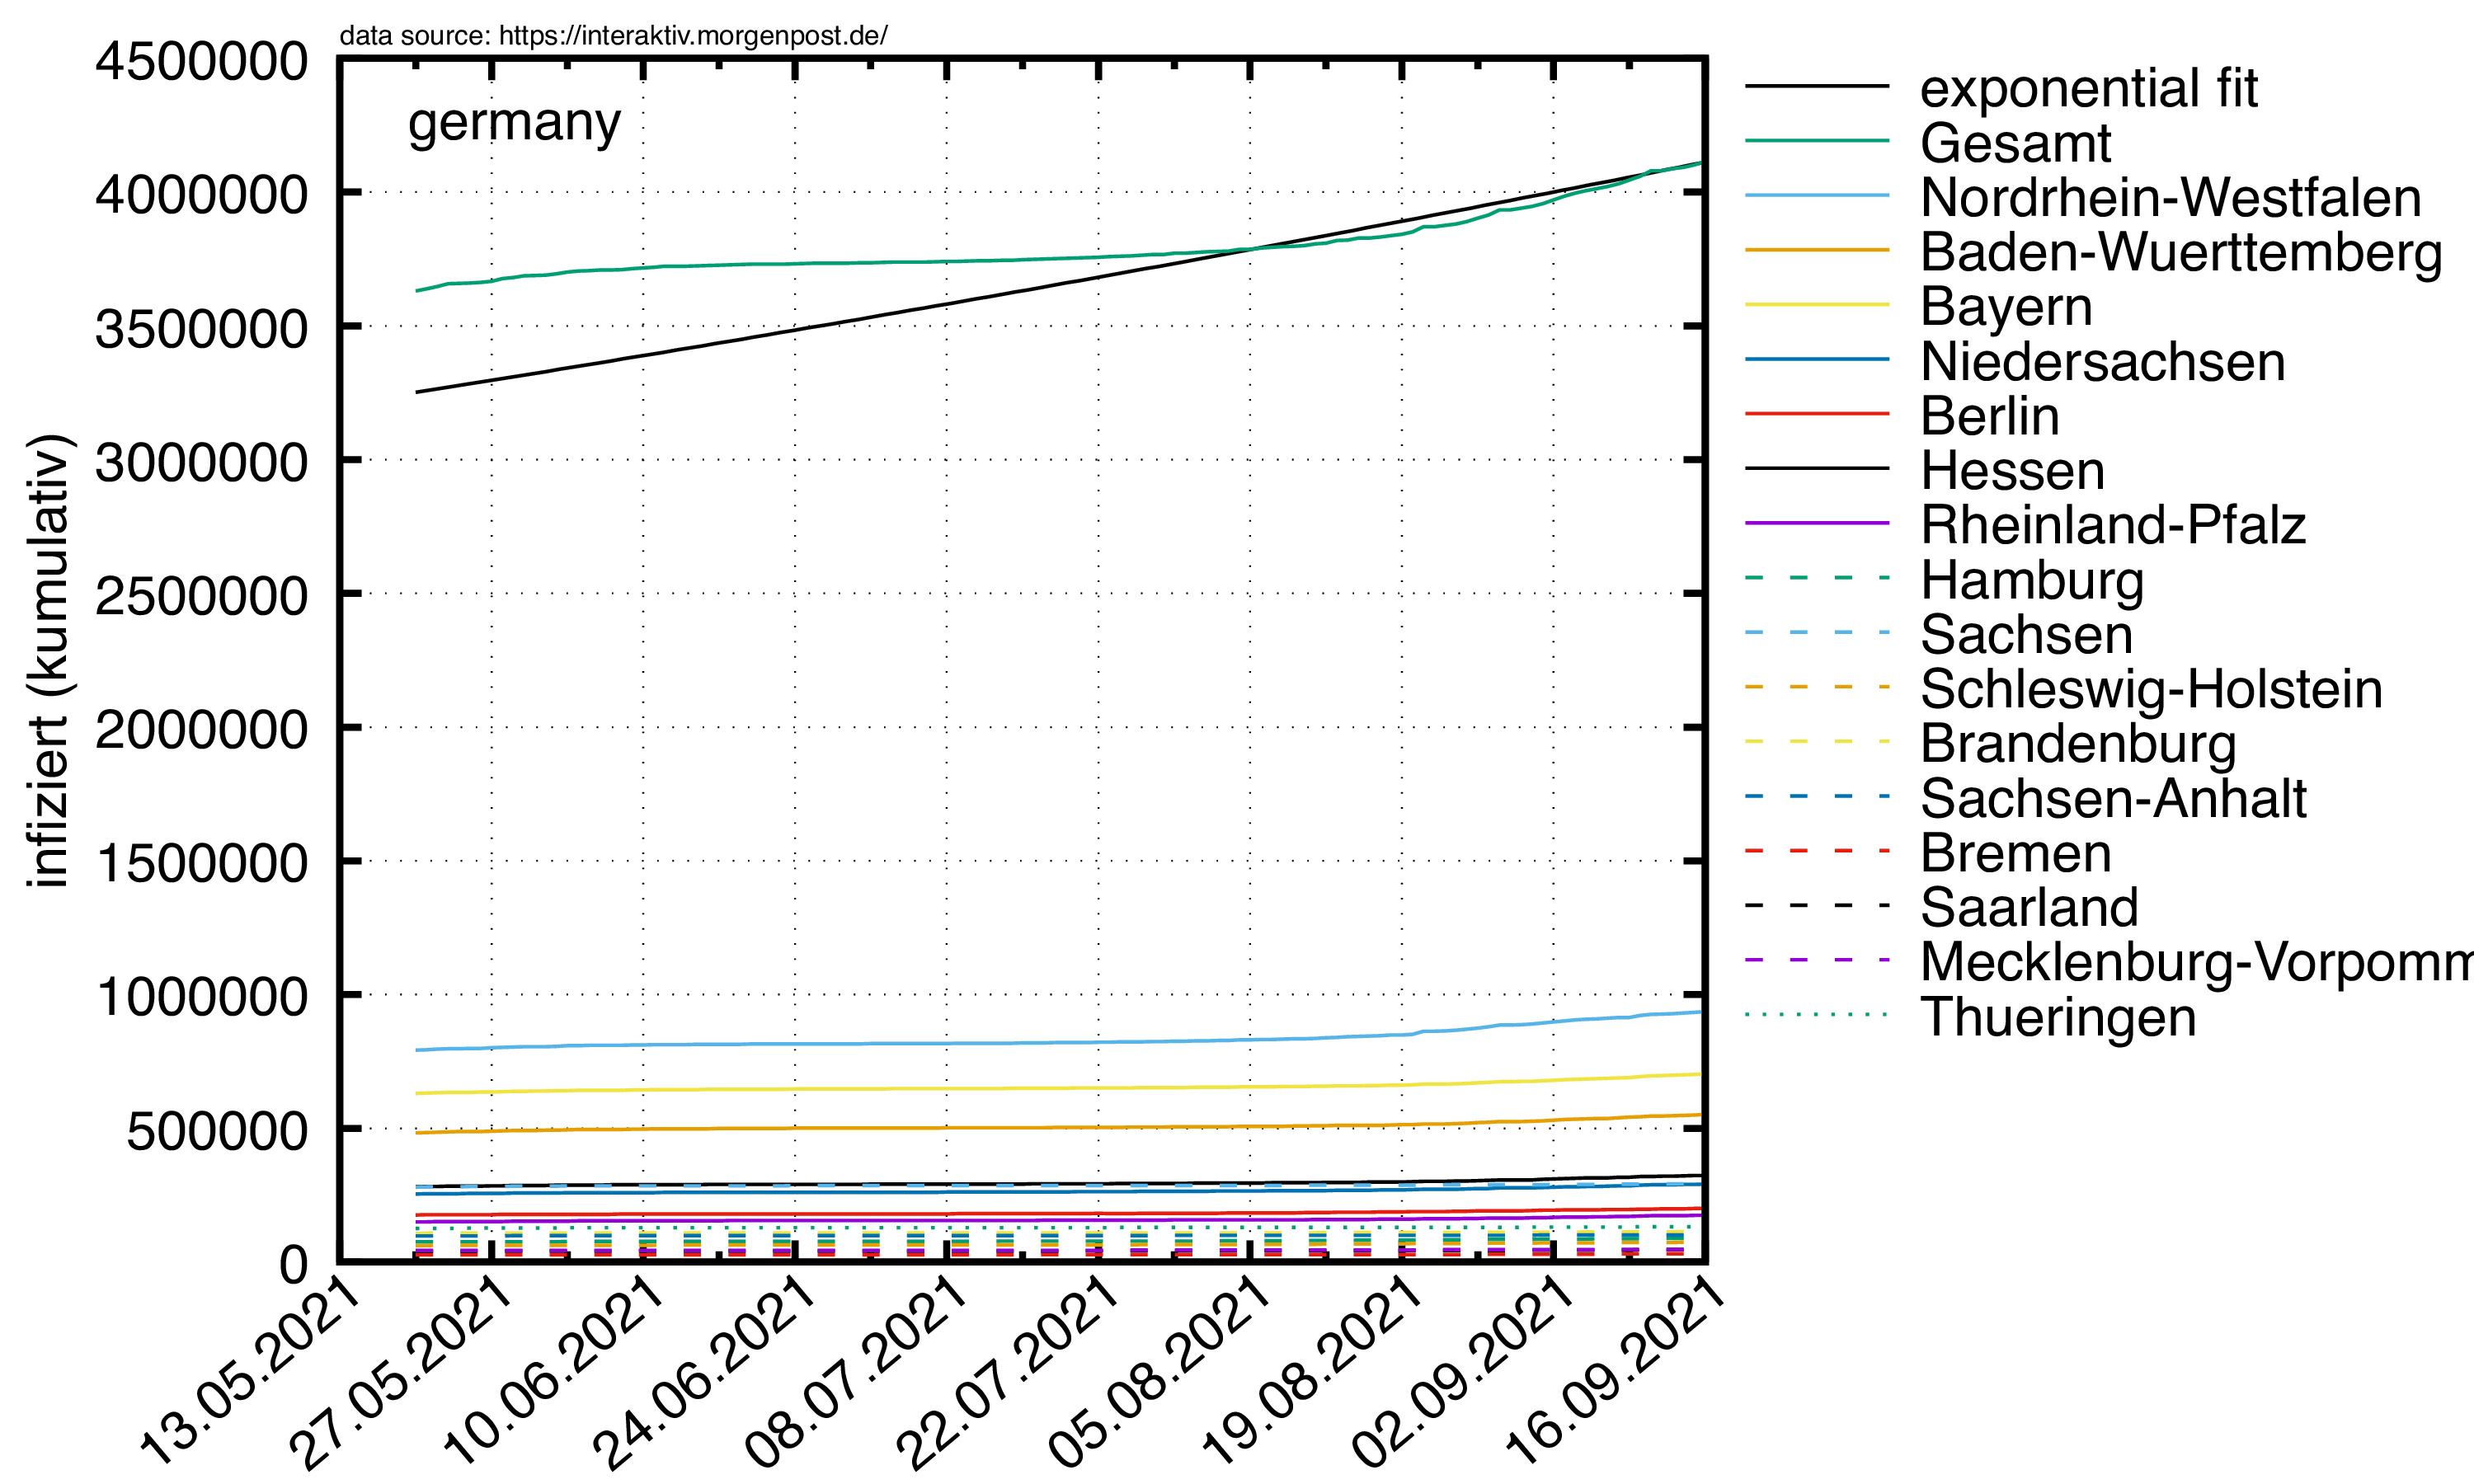 data source: https://interaktiv.morgenpost.de/
germany
infiziert (kumulativ)
4500000
4000000
3500000
3000000
2500000
2000000
1500000
1000000
500000
0
13.05.2021
27.05.2021
10.06.2021
24.06.2021
08.07.2021
22.07.2021
05.08.2021
19.08.2021
02.09.2021
16.09.2021
exponential fit
Gesamt
Nordrhein-Westfalen
Baden-Wuerttemberg
Bayern
Niedersachsen
Berlin
Hessen
Rheinland-Pfalz
Hamburg
Sachsen
Schleswig-Holstein
Brandenburg
Sachsen-Anhalt
Bremen
Saarland
Mecklenburg-Vorpomm
Thueringen